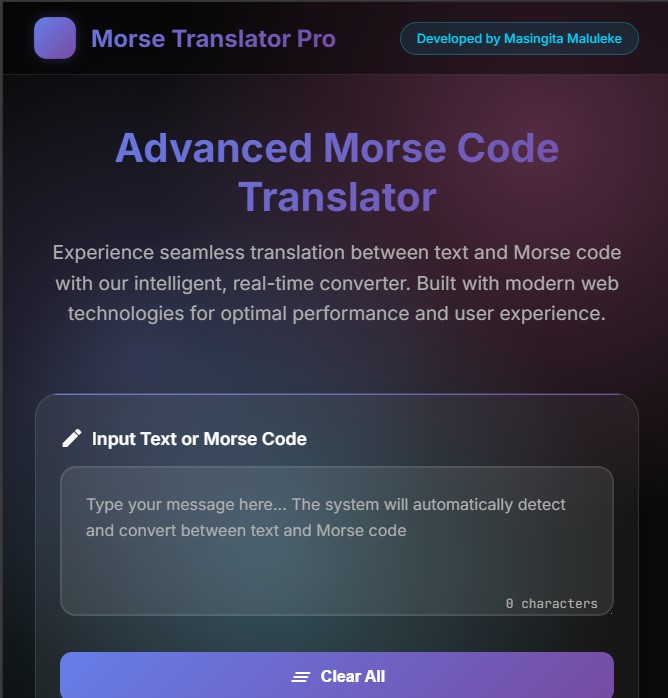 Morse Translator Pro
Developed by Masingita Maluleke
Advanced Morse Code
Translator
Experience seamless translation between text and Morse code
with our intelligent, real-time converter. Built with modern web
technologies for optimal performance and user experience.
Input Text or Morse Code
Type your message here... The system will automatically detect
and convert between text and Morse code
0 characters
Clear All